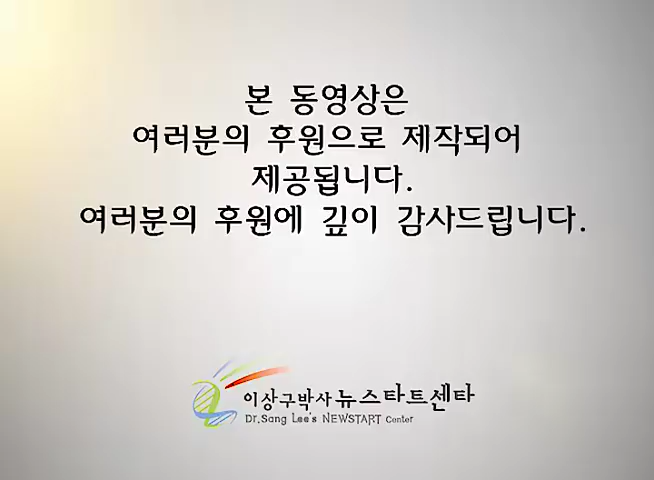 본 동영상은
여러분의 후원으로 제작되어
제공됩니다.
여러분의 후원에 깊이 감사드립니다.
이상구박사 뉴스타트센타
Dr.Sang Lee's NEWSTART Center